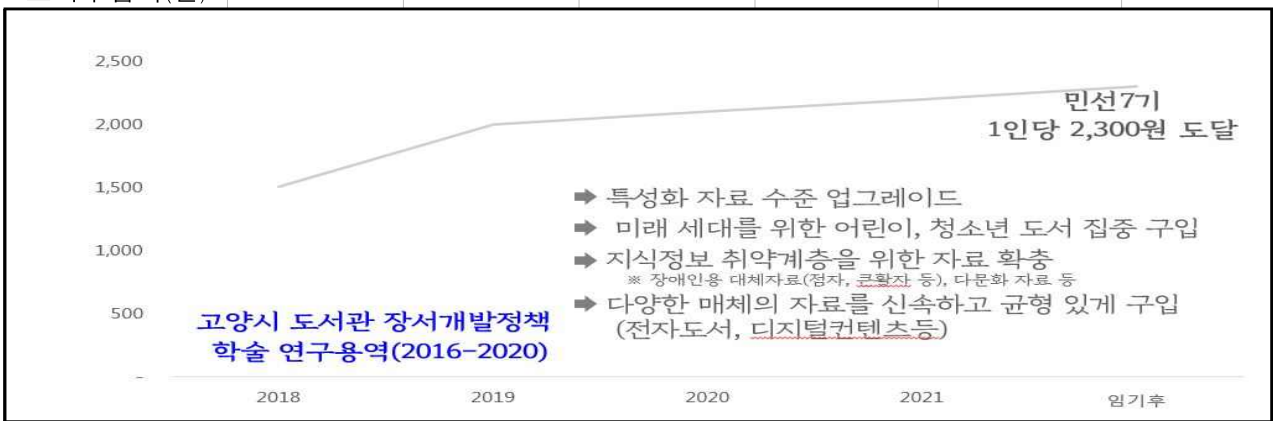 2,500
2,000
1,500
1,000
500
-
민선7기
1인당 2,300원 도달
➡ 특성화 자료 수준 업그레이드
➡ 미래 세대를 위한 어린이, 청소년 도서 집중 구입
➡ 지식정보 취약계층을 위한 자료 확충
※ 장애인용 대체자료(점자, 큰활자 등), 다문화 자료 등
➡ 다양한 매체의 자료를 신속하고 균형 있게 구입
(전자도서, 디지털컨텐츠등)
고양시 도서관 장서개발정책
학술 연구용역(2016-2020)
2018 2019 2020 2021 임기후